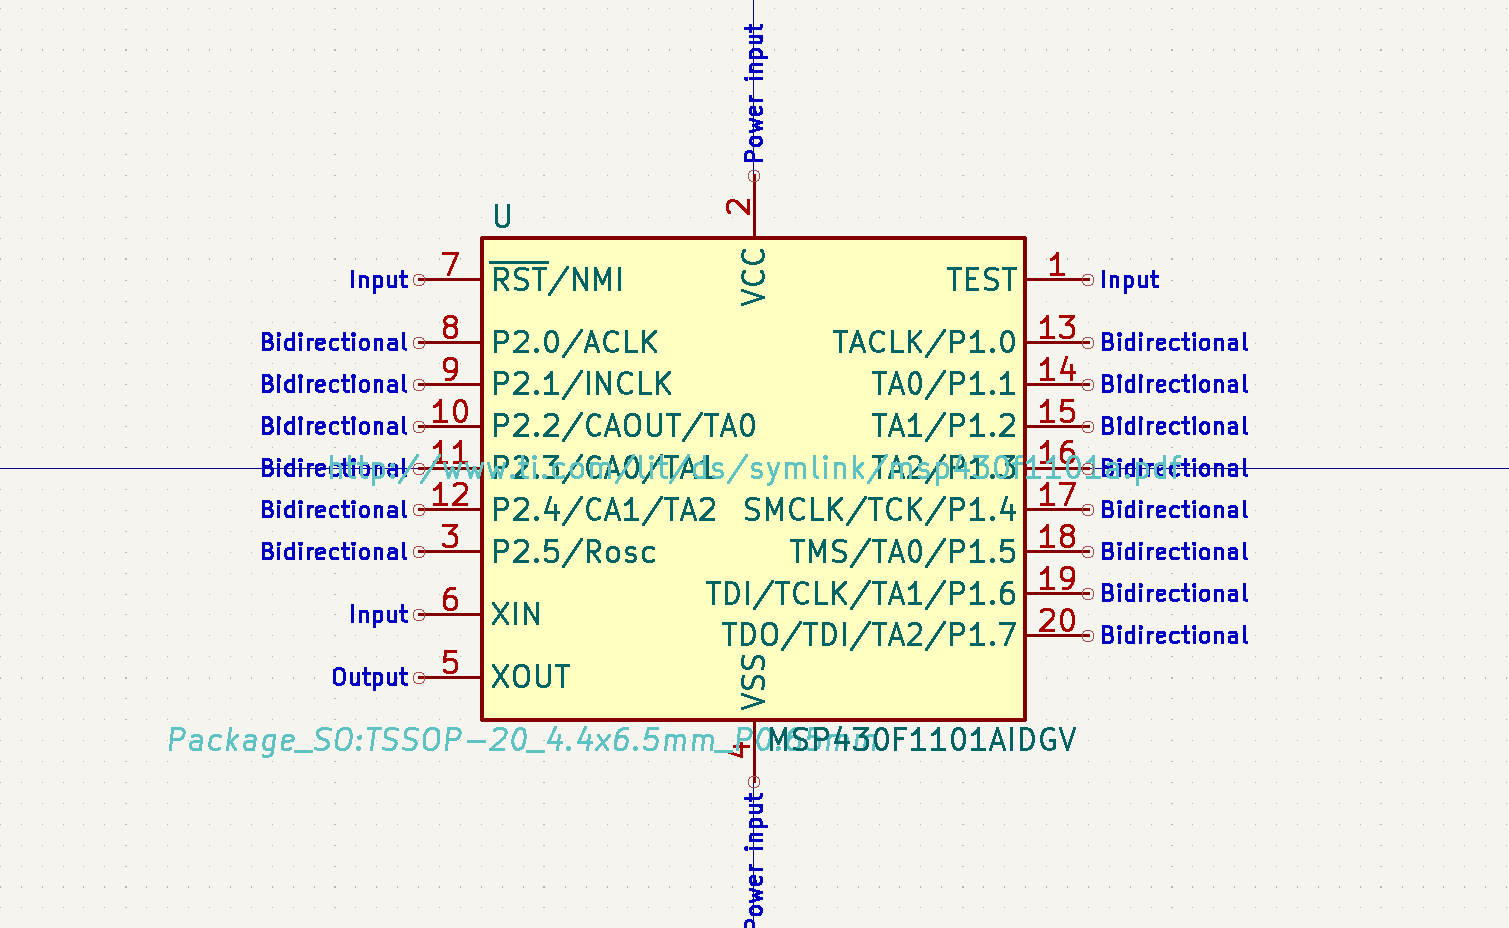 Power input
2
U
VCC
Input 7 RST/NMI
TEST 1 Input
Bidirectional 8 P2.0/ACLK
TACLK/P1.0 13 Bidirectional
Bidirectional 9 P2.1/INCLK
TA0/P1.1 14 Bidirectional
Bidirectional 10 P2.2/CAOUT/TA0
TA1/P1.2 15 Bidirectional
Bidirectional 11 P2.3/CA0/TA1
http://www.ti.com/lit/ds/symlink/msp430f1101a.pdf
TA2/P1.3 16 Bidirectional
Bidirectional 12 P2.4/CA1/TA2
SMCLK/TCK/P1.4 17 Bidirectional
Bidirectional 3 P2.5/Rosc
TMS/TA0/P1.5 18 Bidirectional
Input 6 XIN
TDI/TCLK/TA1/P1.6 19 Bidirectional
TDO/TDI/TA2/P1.7 20 Bidirectional
Output 5 XOUT
VSS
Package_SO:TSSOP-20_4.4x6.5mm_P0.65mm
MSP430F1101AIDGV
4
Power input